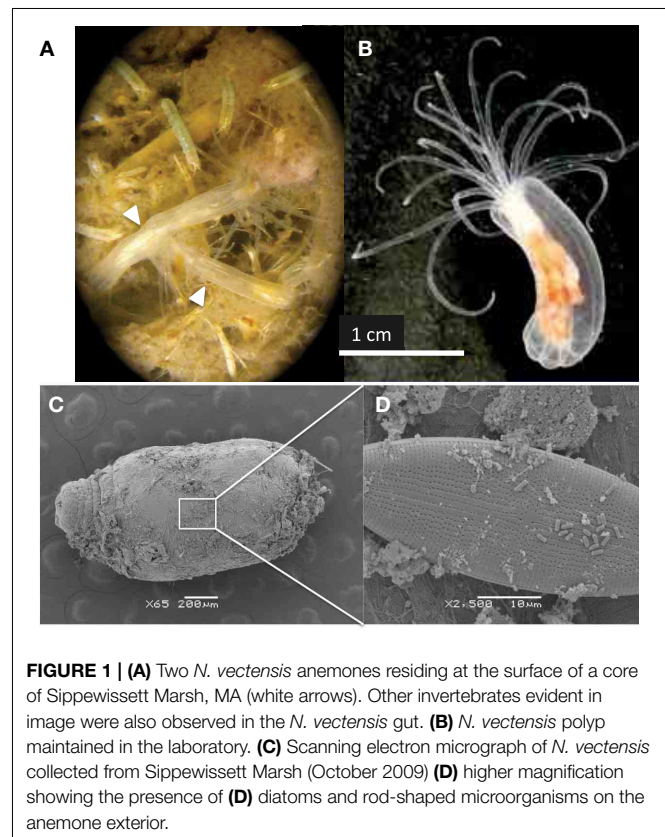 A
B
1 cm
C
D
X65 200µm
X2,500 10µm
FIGURE 1 | (A) Two N. vectensis anemones residing at the surface of a core
of Sippewissett Marsh, MA (white arrows). Other invertebrates evident in
image were also observed in the N. vectensis gut. (B) N. vectensis polyp
maintained in the laboratory. (C) Scanning electron micrograph of N. vectensis
collected from Sippewissett Marsh (October 2009) (D) higher magnification
showing the presence of (D) diatoms and rod-shaped microorganisms on the
anemone exterior.